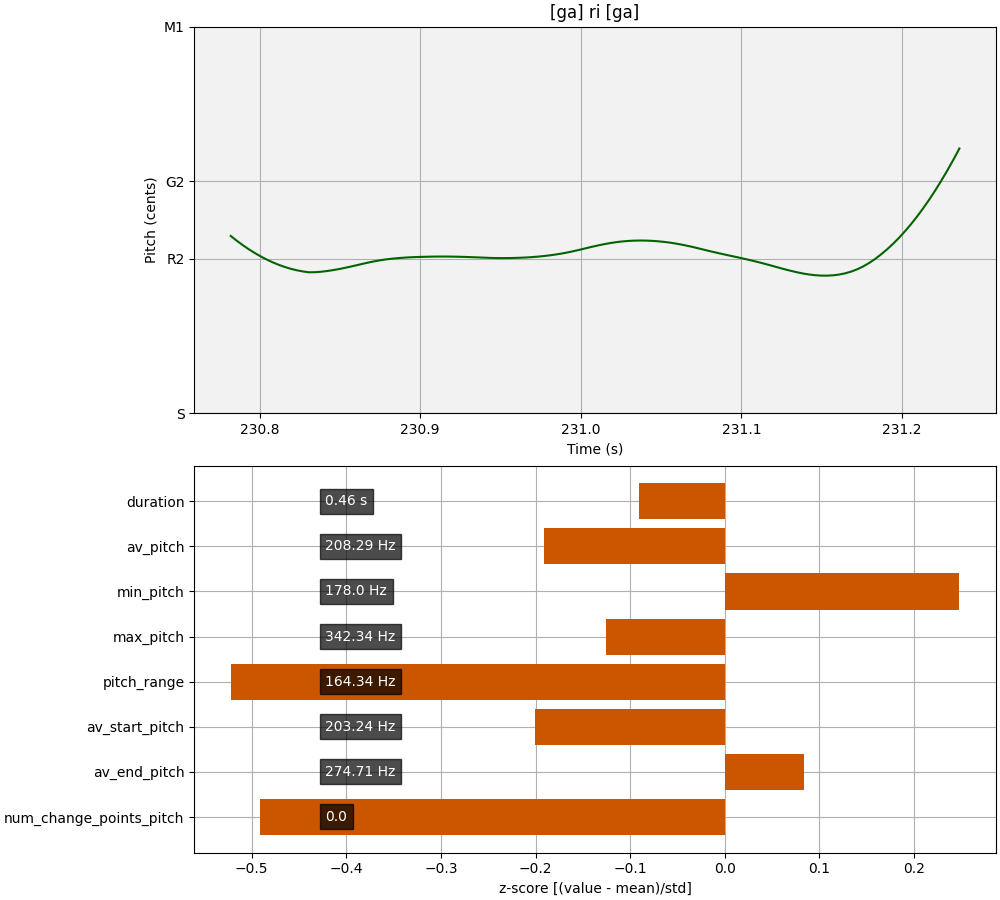 [ga] ri [ga]
M1
G2
R2
S
Pitch (cents)
230.8 230.9 231.0 231.1 231.2
Time (s)
duration 0.46 s
av_pitch 208.29 Hz
min_pitch 178.0 Hz
max_pitch 342.34 Hz
pitch_range 164.34 Hz
av_start_pitch 203.24 Hz
av_end_pitch 274.71 Hz
num_change_points_pitch 0.0
−0.5 −0.4 −0.3 −0.2 −0.1 0.0 0.1 0.2
z-score [(value - mean)/std]